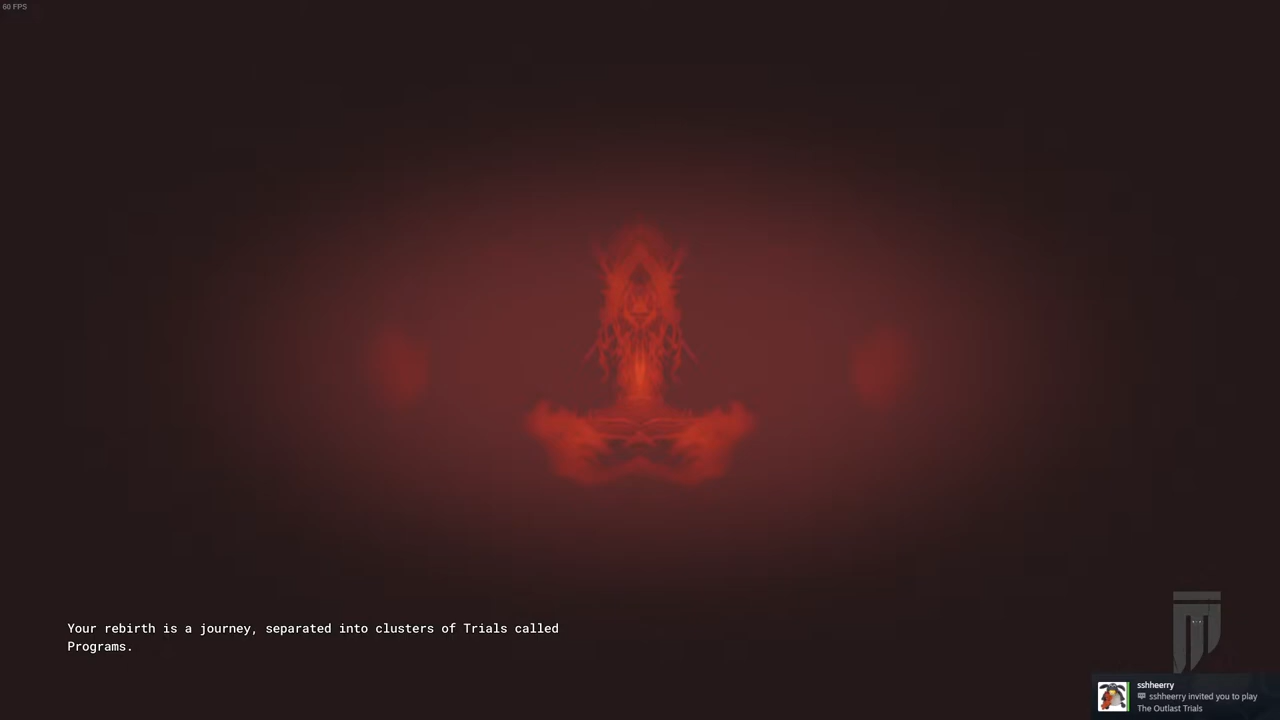 60 FPS
Your rebirth is a journey, separated into clusters of Trials called
Programs.
sshheerry
sshheerry invited you to play
The Outlast Trials